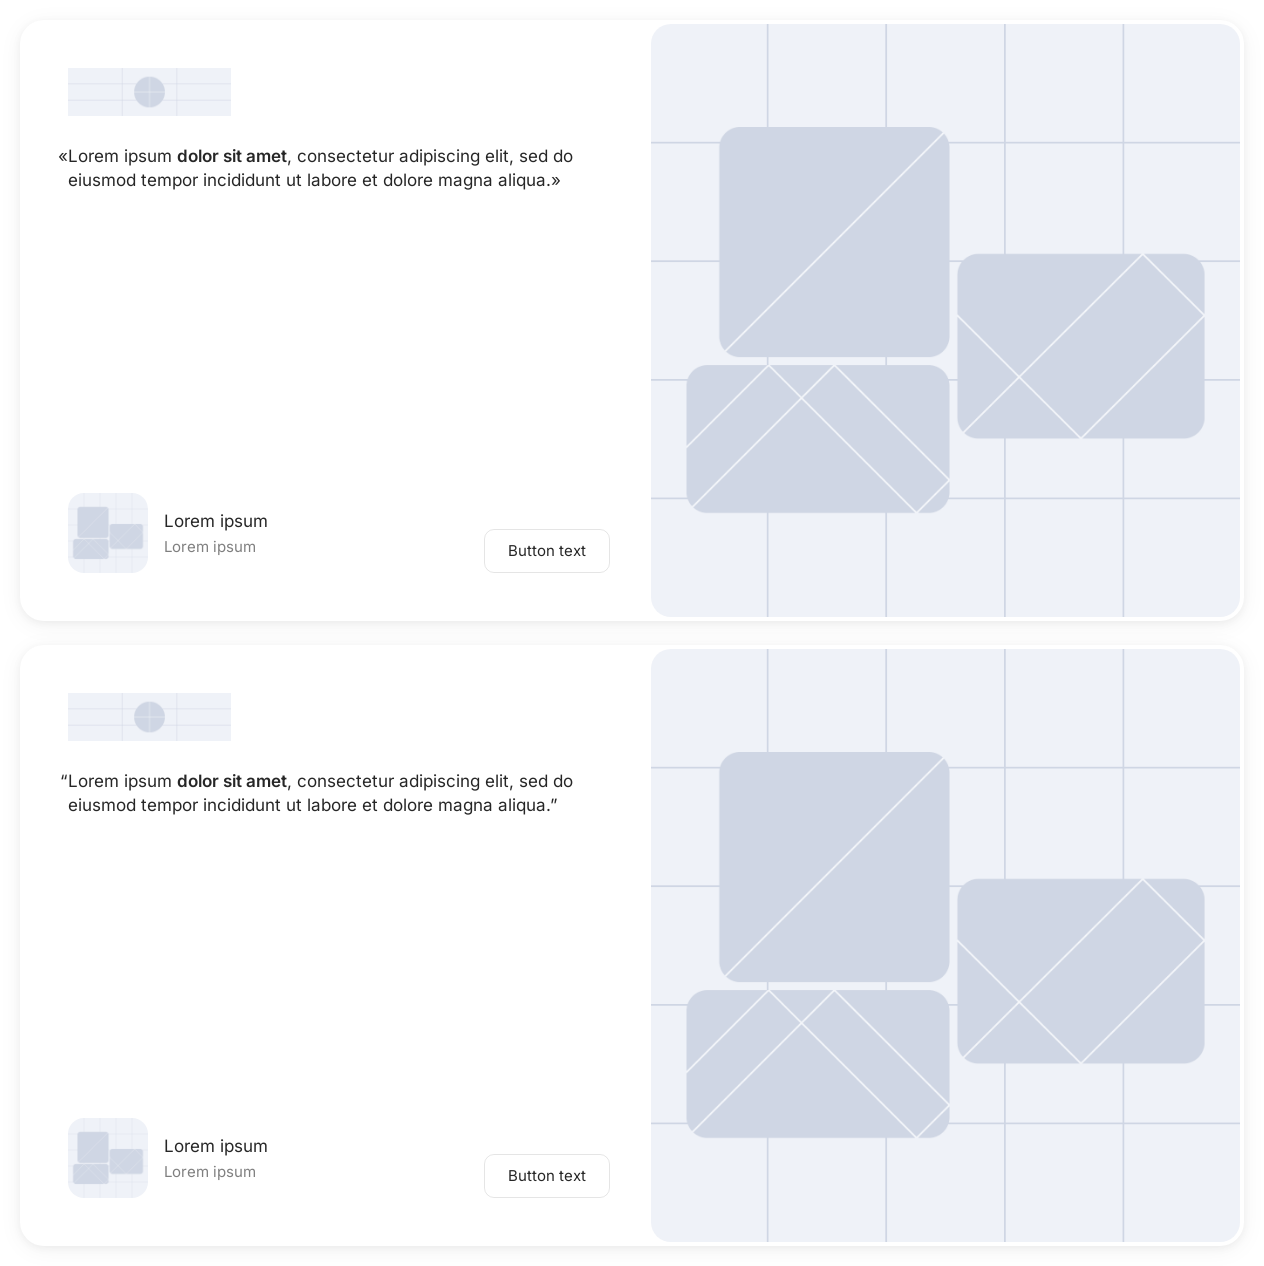 «Lorem ipsum dolor sit amet, consectetur adipiscing elit, sed do
eiusmod tempor incididunt ut labore et dolore magna aliqua.»
Lorem ipsum
Lorem ipsum
Button text
“Lorem ipsum dolor sit amet, consectetur adipiscing elit, sed do
eiusmod tempor incididunt ut labore et dolore magna aliqua.”
Lorem ipsum
Lorem ipsum
Button text